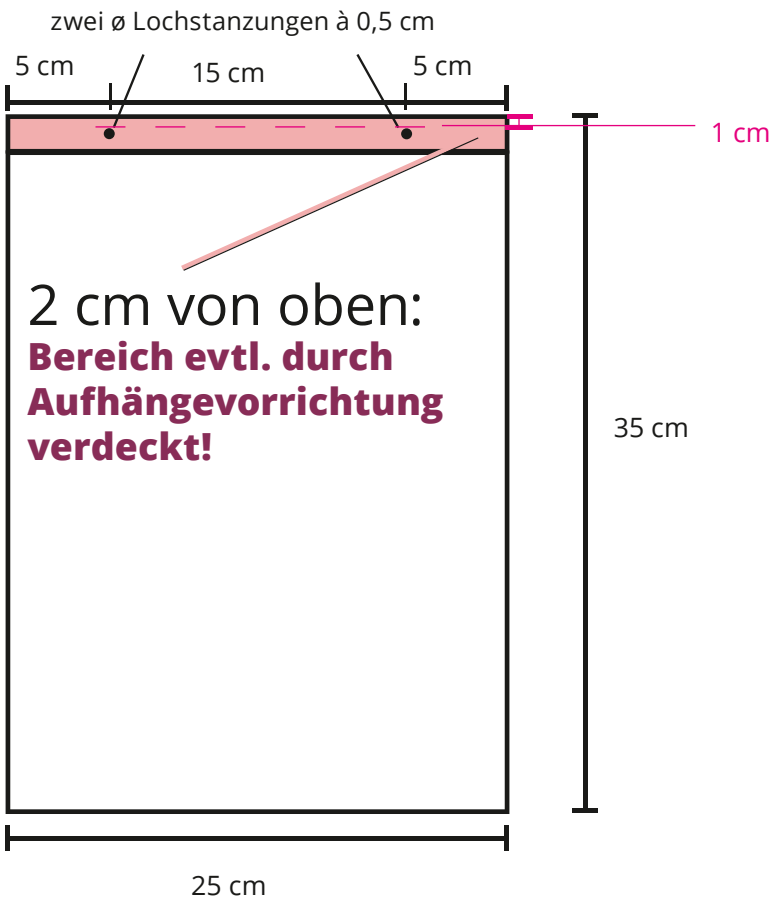 zwei ø Lochstanzungen à 0,5 cm
5 cm
15 cm
5 cm
1 cm
2 cm von oben:
Bereich evtl. durch
Aufhängevorrichtung
verdeckt!
35 cm
25 cm